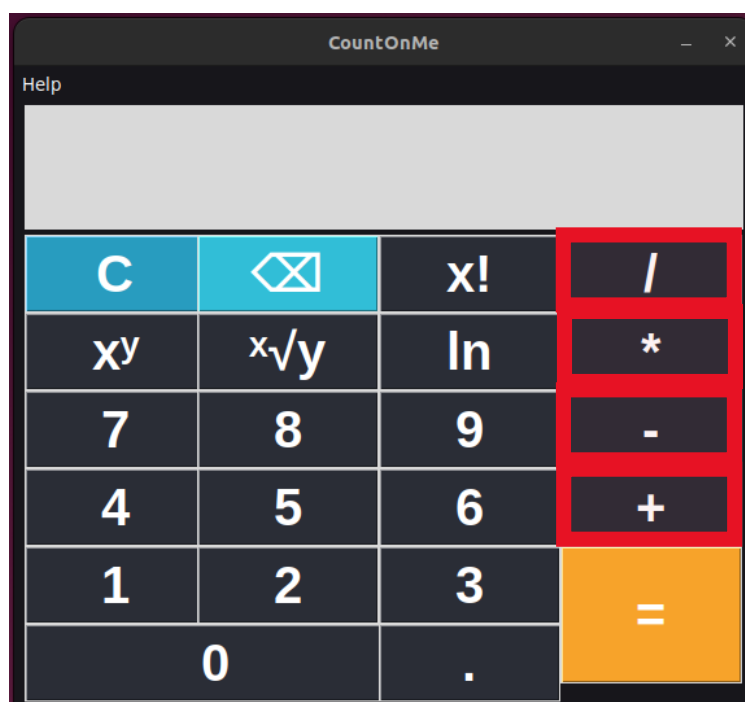 CountOnMe
Help
C ⌫ x! /
xʸ ˣ√y ln *
7 8 9 -
4 5 6 +
1 2 3 =
0 .